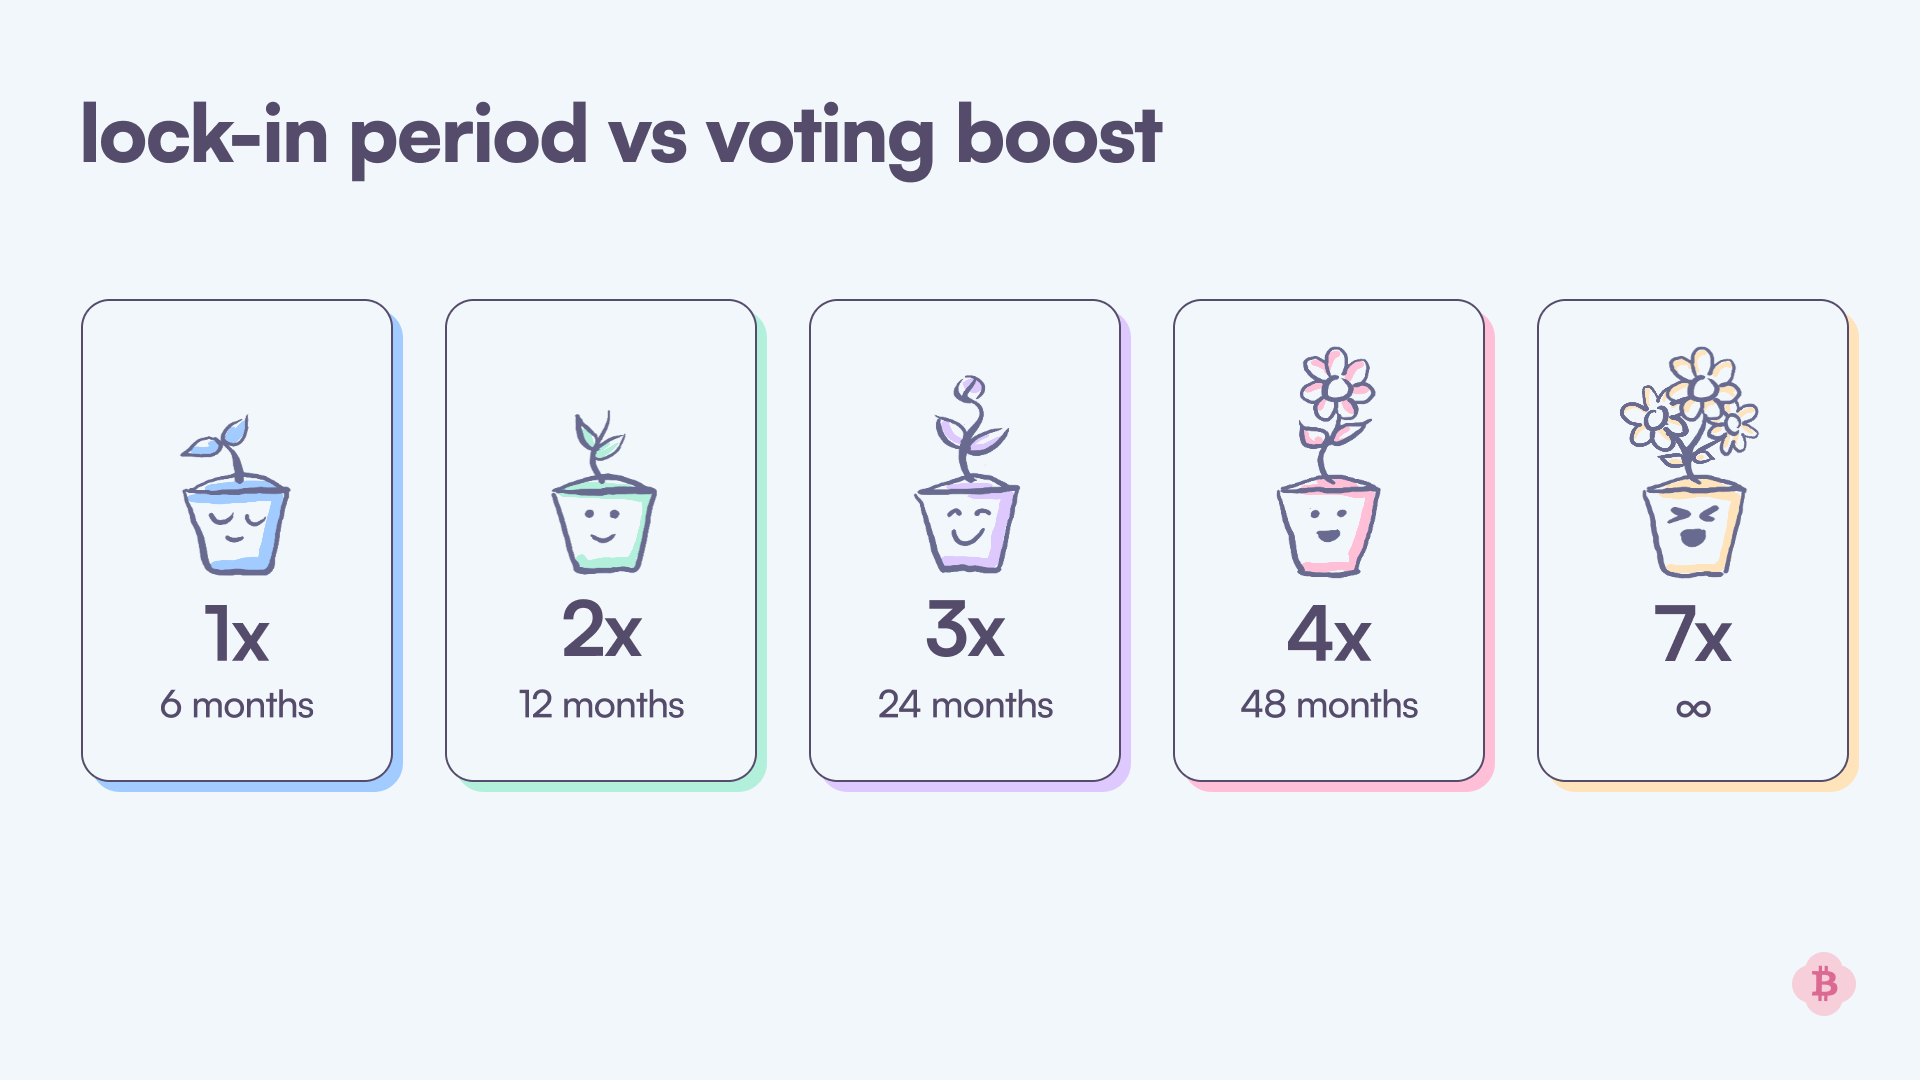 lock-in period vs voting boost
1x
6 months
2x
12 months
3x
24 months
4x
48 months
7x
∞
₿